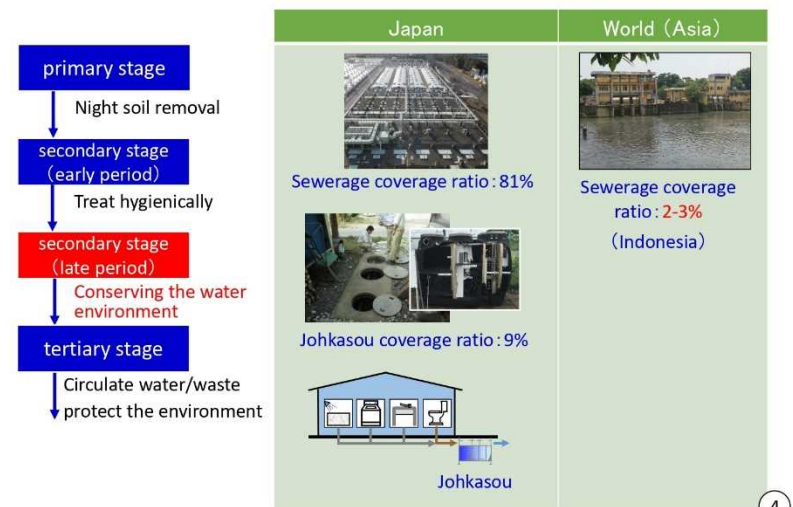 primary stage
Night soil removal
secondary stage
(early period)
Treat hygienically
secondary stage
(late period)
Conserving the water
environment
tertiary stage
Circulate water/waste
protect the environment
Japan
Sewerage coverage ratio：81%
Johkasou coverage ratio：9%
Johkasou
World（Asia）
Sewerage coverage
ratio：2-3%
（Indonesia）
4